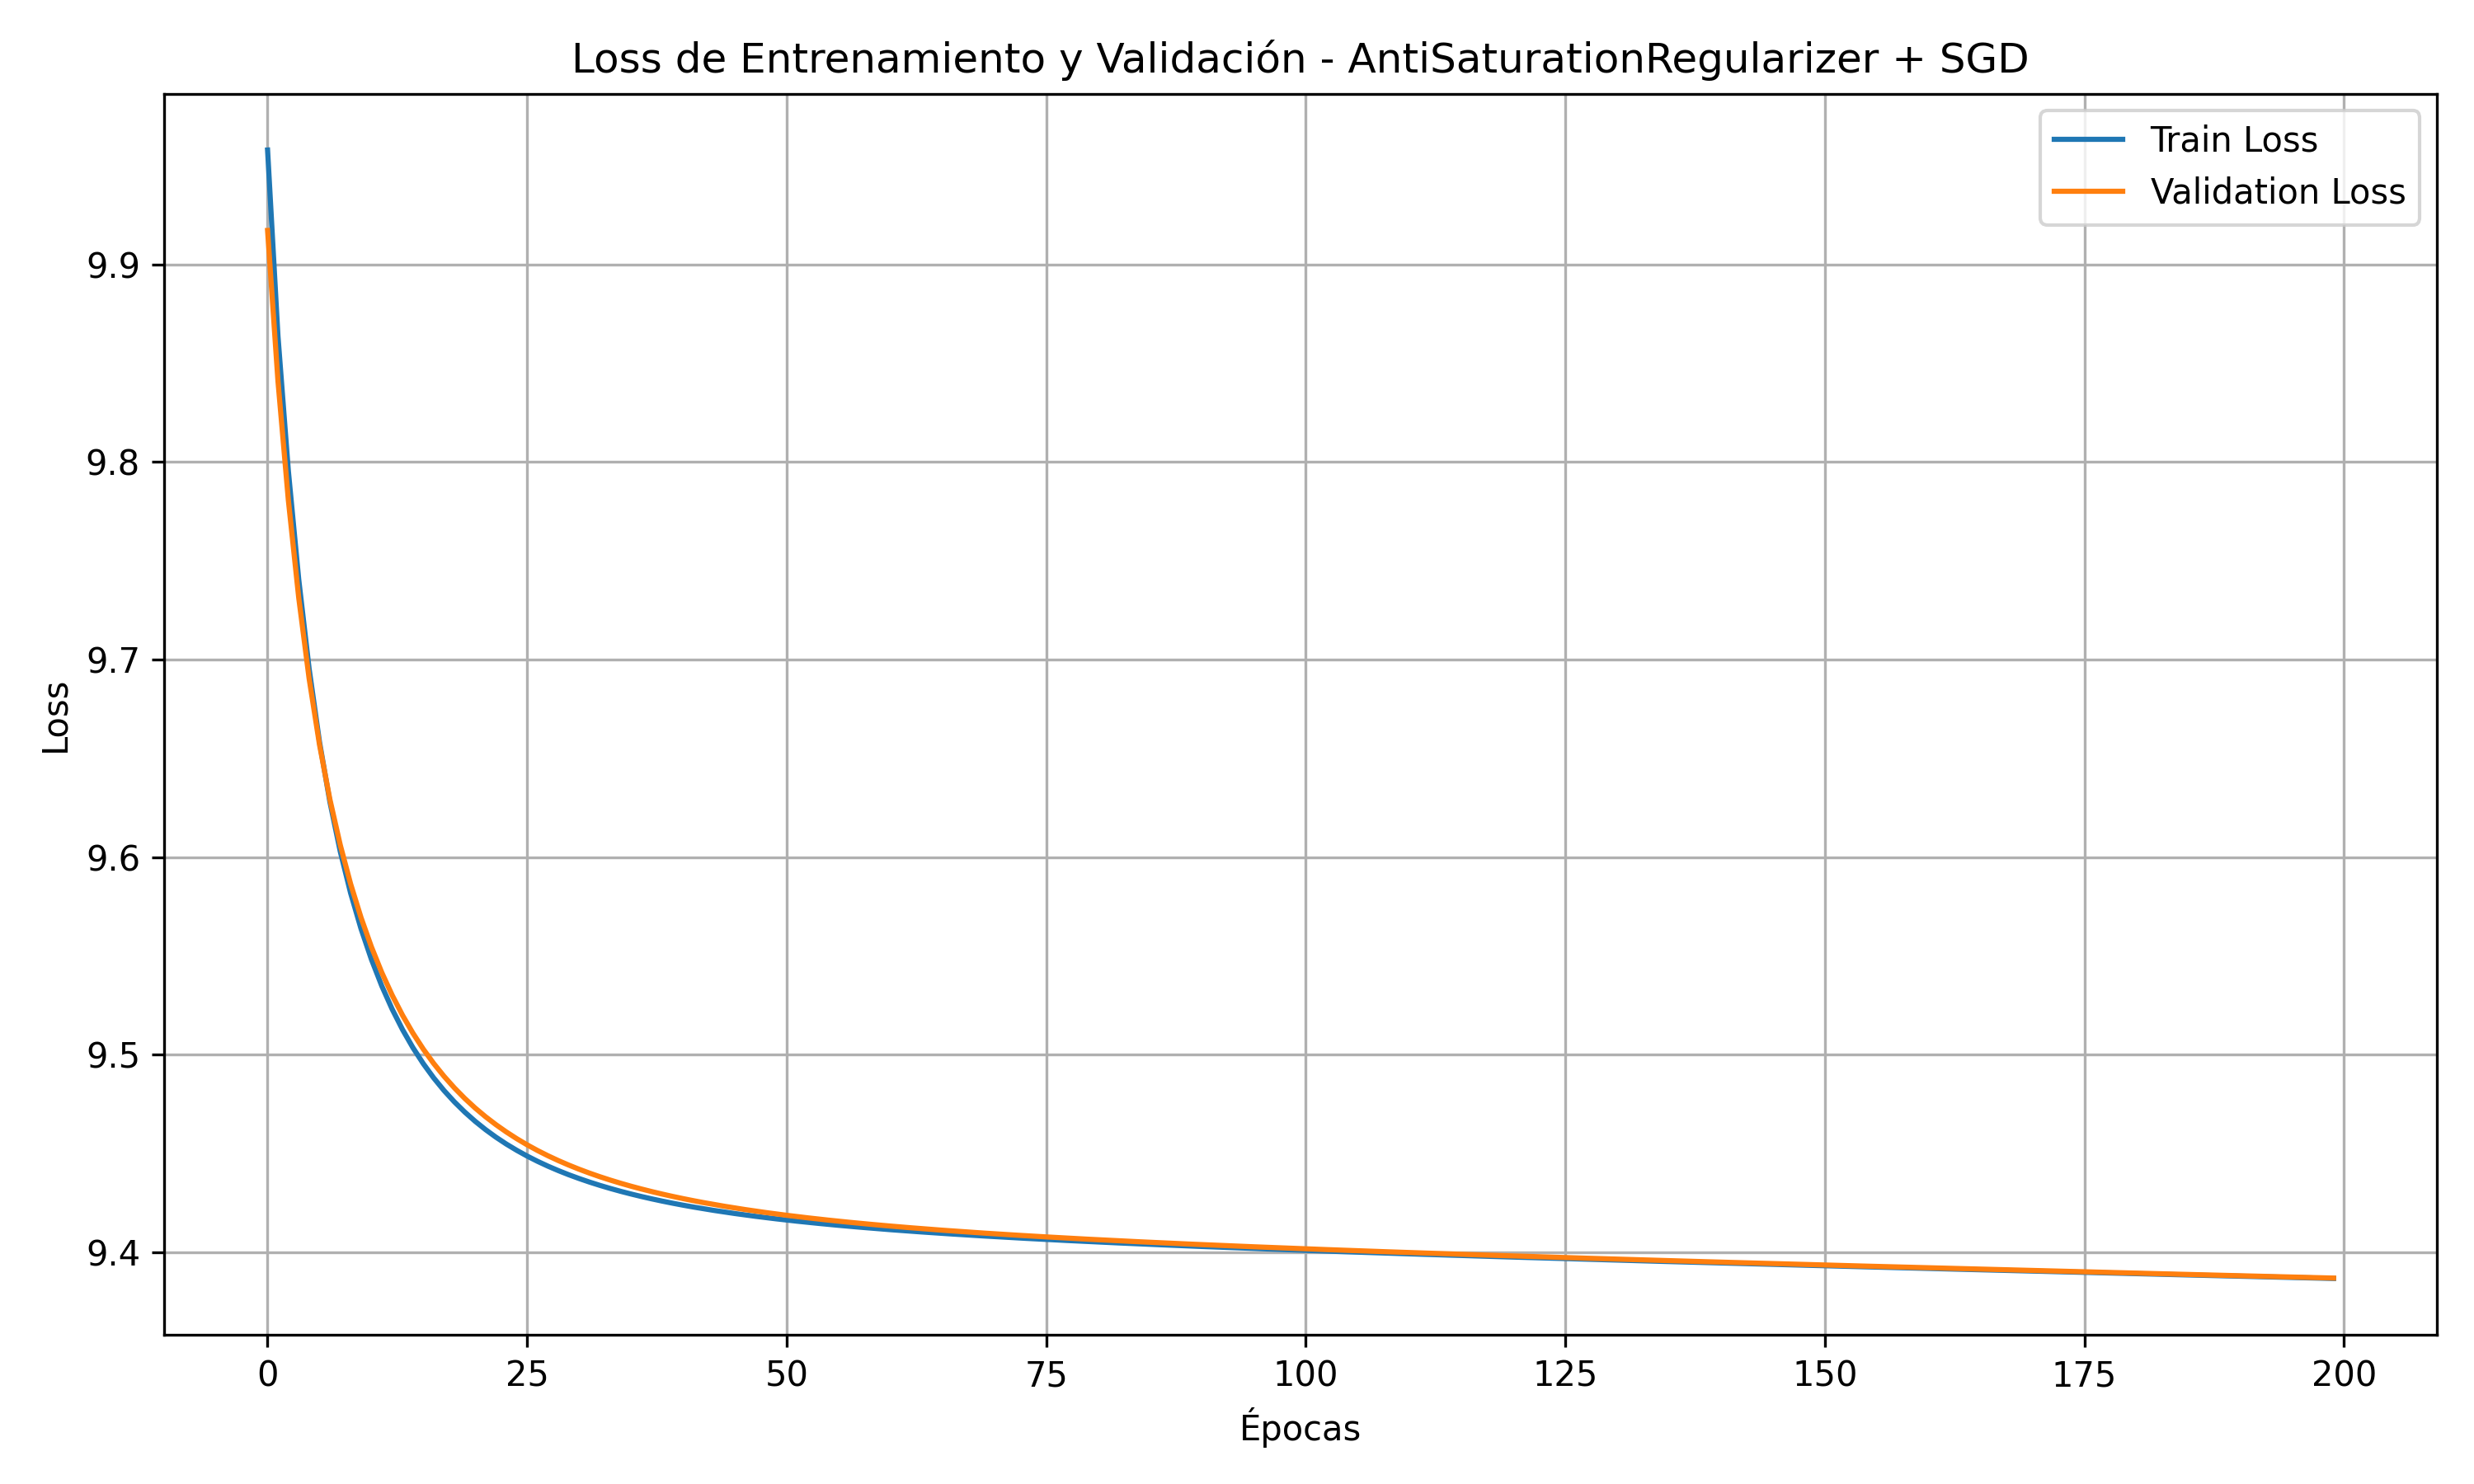 Loss de Entrenamiento y Validación - AntiSaturationRegularizer + SGD
Train Loss
Validation Loss
9.9
9.8
9.7
9.6
9.5
9.4
Loss
0 25 50 75 100 125 150 175 200
Épocas